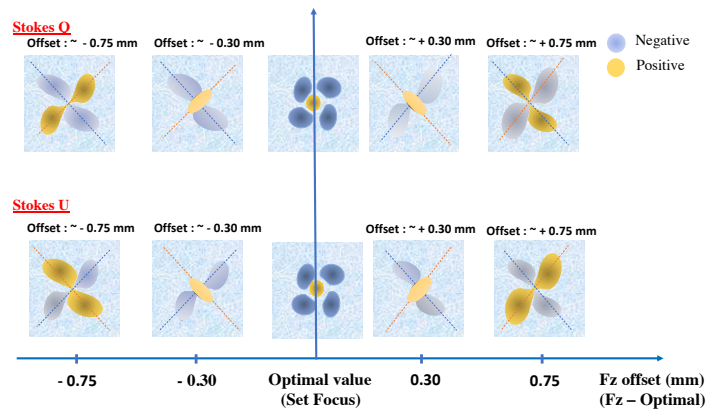 Stokes Q
Offset : ~ - 0.75 mm
Offset : ~ - 0.30 mm
Offset : ~ + 0.30 mm
Offset : ~ + 0.75 mm
Negative
Positive
Stokes U
Offset : ~ - 0.75 mm
Offset : ~ - 0.30 mm
Offset : ~ + 0.30 mm
Offset : ~ + 0.75 mm
- 0.75
- 0.30
Optimal value
(Set Focus)
0.30
0.75
Fz offset (mm)
(Fz – Optimal)